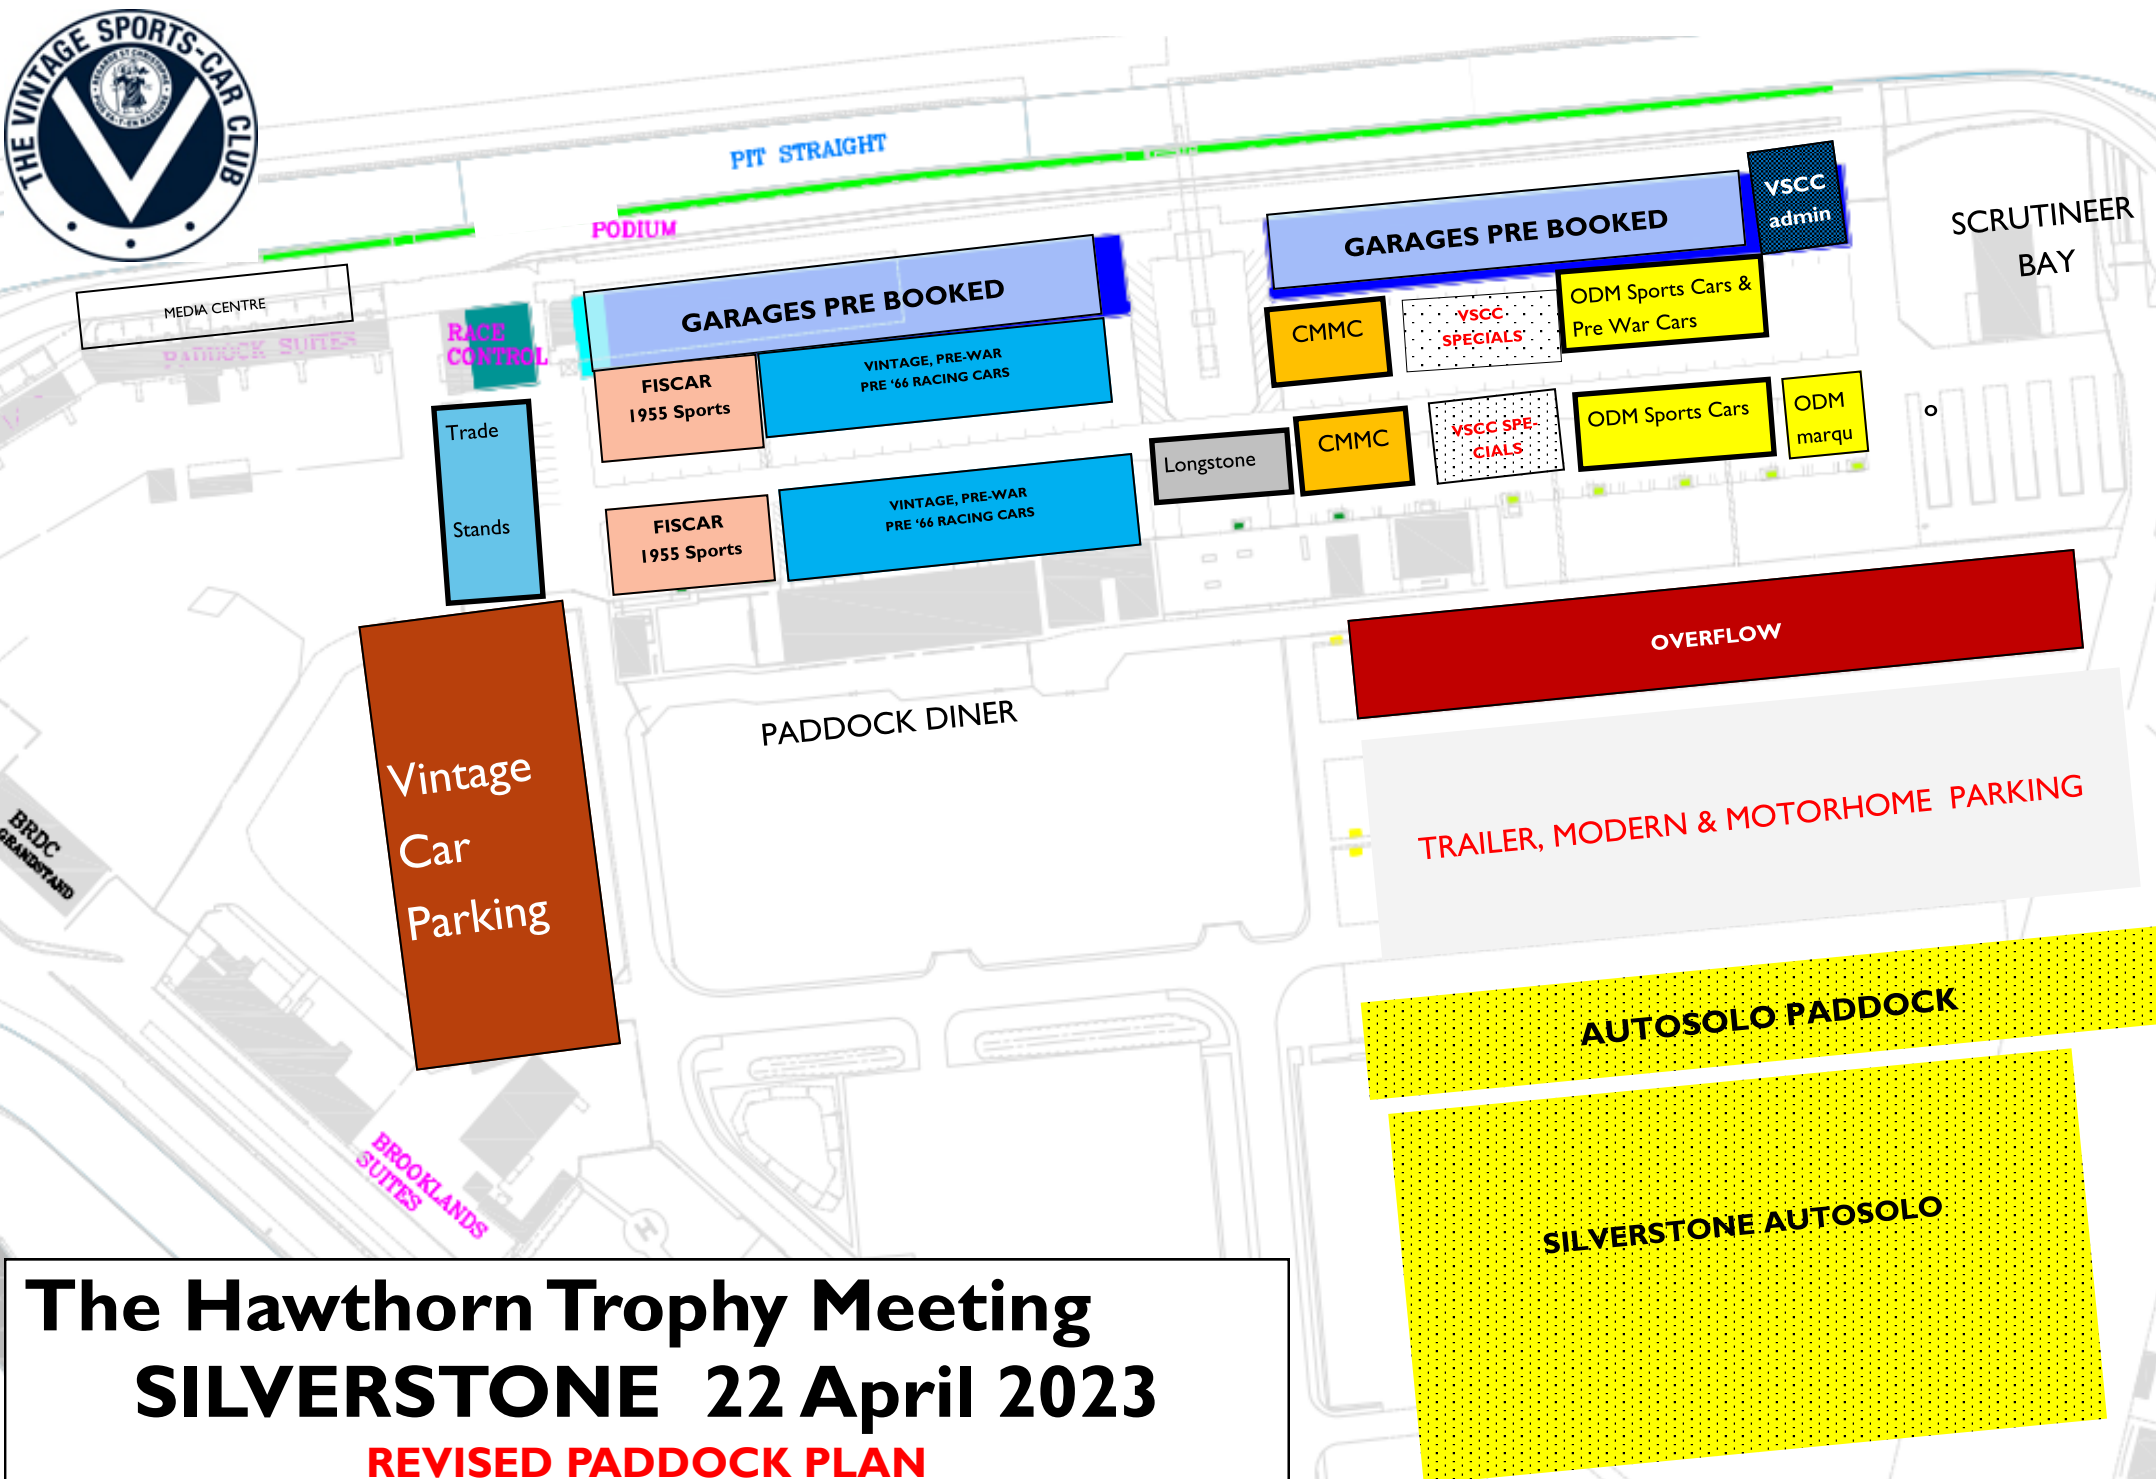 THE VINTAGE SPORTS-CAR CLUB
PIT STRAIGHT
PODIUM
MEDIA CENTRE
PADDOCK SUITES
RACE
CONTROL
GARAGES PRE BOOKED
GARAGES PRE BOOKED
VSCC
admin
SCRUTINEER
BAY
FISCAR
1955 Sports
VINTAGE, PRE-WAR
PRE ‘66 RACING CARS
CMMC
VSCC
SPECIALS
ODM Sports Cars &
Pre War Cars
Trade
Stands
FISCAR
1955 Sports
VINTAGE, PRE-WAR
PRE ‘66 RACING CARS
Longstone
CMMC
VSCC SPE-
CIALS
ODM Sports Cars
ODM
marqu
o
OVERFLOW
PADDOCK DINER
TRAILER, MODERN & MOTORHOME PARKING
Vintage
Car
Parking
BRDC
GRANDSTAND
AUTOSOLO PADDOCK
SILVERSTONE AUTOSOLO
BROOKLANDS
SUITES
H
The Hawthorn Trophy Meeting
SILVERSTONE 22 April 2023
REVISED PADDOCK PLAN